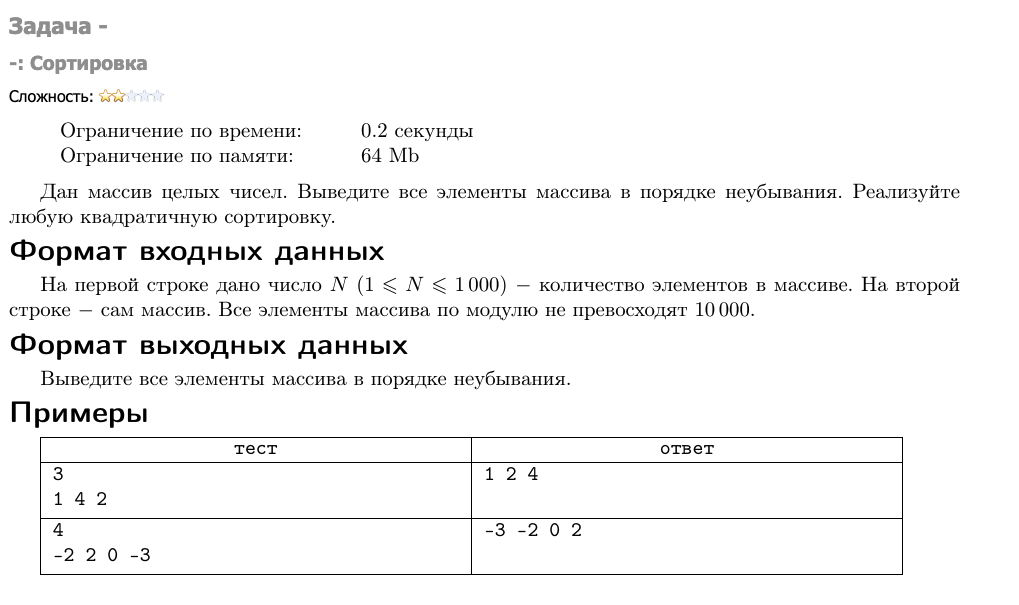 Задача -
-: Сортировка
Сложность:
Ограничение по времени: 0.2 секунды
Ограничение по памяти: 64 Mb
Дан массив целых чисел. Выведите все элементы массива в порядке неубывания. Реализуйте
любую квадратичную сортировку.
Формат входных данных
На первой строке дано число N (1 ⩽ N ⩽ 1 000) − количество элементов в массиве. На второй
строке − сам массив. Все элементы массива по модулю не превосходят 10 000.
Формат выходных данных
Выведите все элементы массива в порядке неубывания.
Примеры
тест ответ
3 1 2 4
1 4 2
4 -3 -2 0 2
-2 2 0 -3